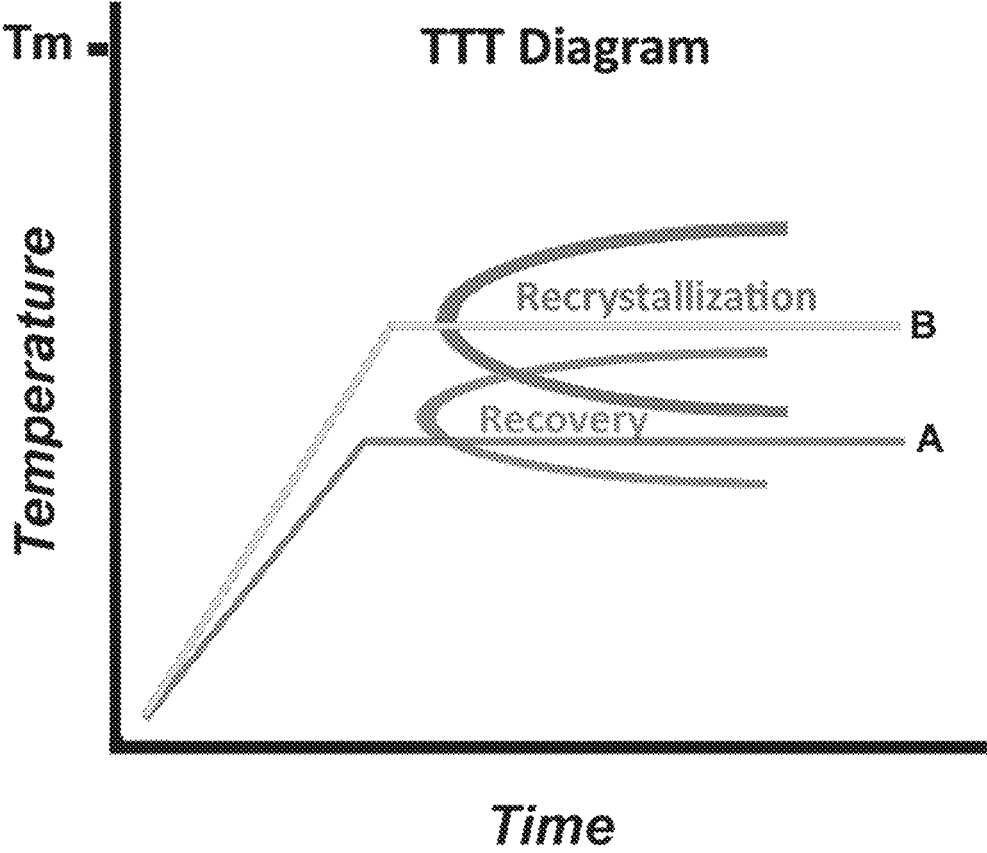 Tm
TTT Diagram
Temperature
Recrystallization
B
Recovery
A
Time